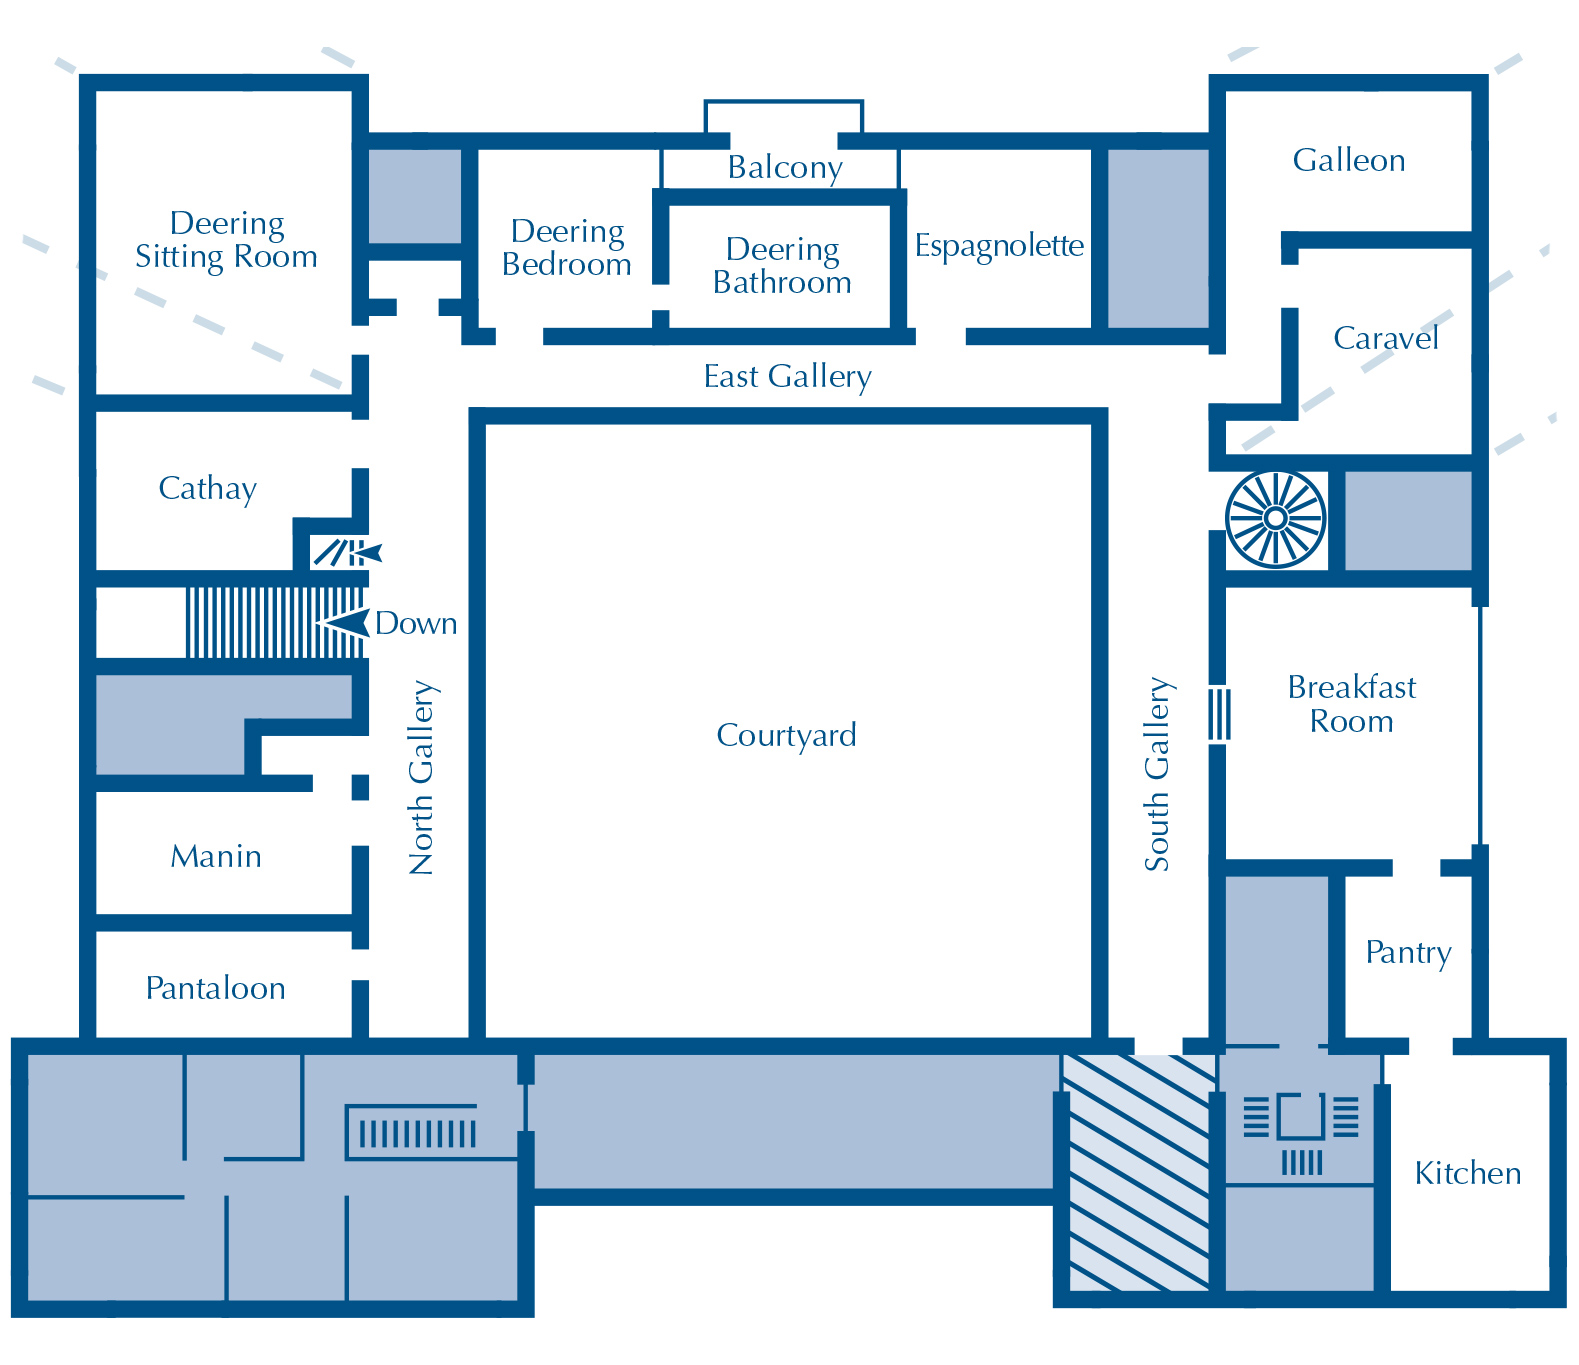 Galleon
Balcony
Deering
Sitting Room
Deering
Bedroom
Deering
Bathroom
Espagnolette
Caravel
East Gallery
Cathay
Down
Breakfast
Room
North Gallery
Courtyard
South Gallery
Manin
Pantry
Pantaloon
Kitchen